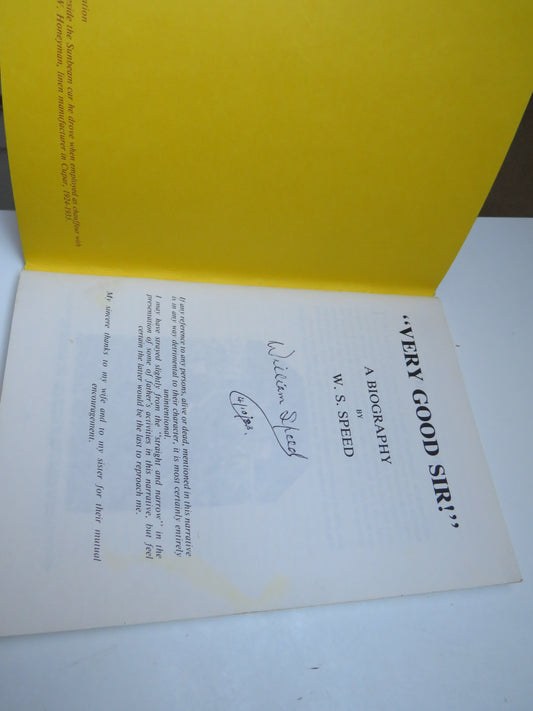 ration
eside the Sunbeam car he drove when employed as chauffeur with
W. Honeyman, linen manufacturer in Cupar, 1924-1935.
"VERY GOOD SIR!"
A BIOGRAPHY
BY
W. S. SPEED
William Speed
If any reference to any persons, alive or dead, mentioned in this narrative
is in any way detrimental to their character, it is most certainly entirely
unintentional.
I may have strayed slightly from the "straight and narrow" in the
presentation of some of father's activities in this narrative, but feel
certain the latter would be the last to reproach me.
My sincere thanks to my wife and to my sister for their mutual
encouragement.